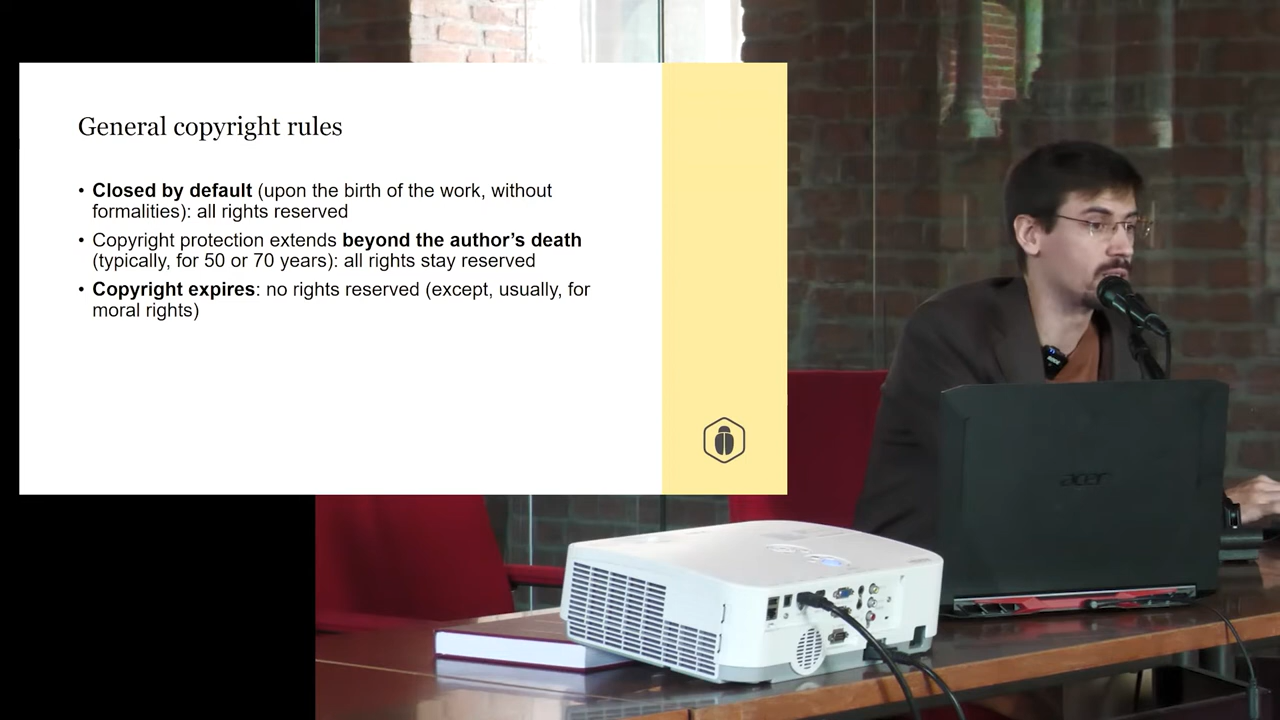 General copyright rules
• Closed by default (upon the birth of the work, without
formalities): all rights reserved
• Copyright protection extends beyond the author’s death
(typically, for 50 or 70 years): all rights stay reserved
• Copyright expires: no rights reserved (except, usually, for
moral rights)
acer